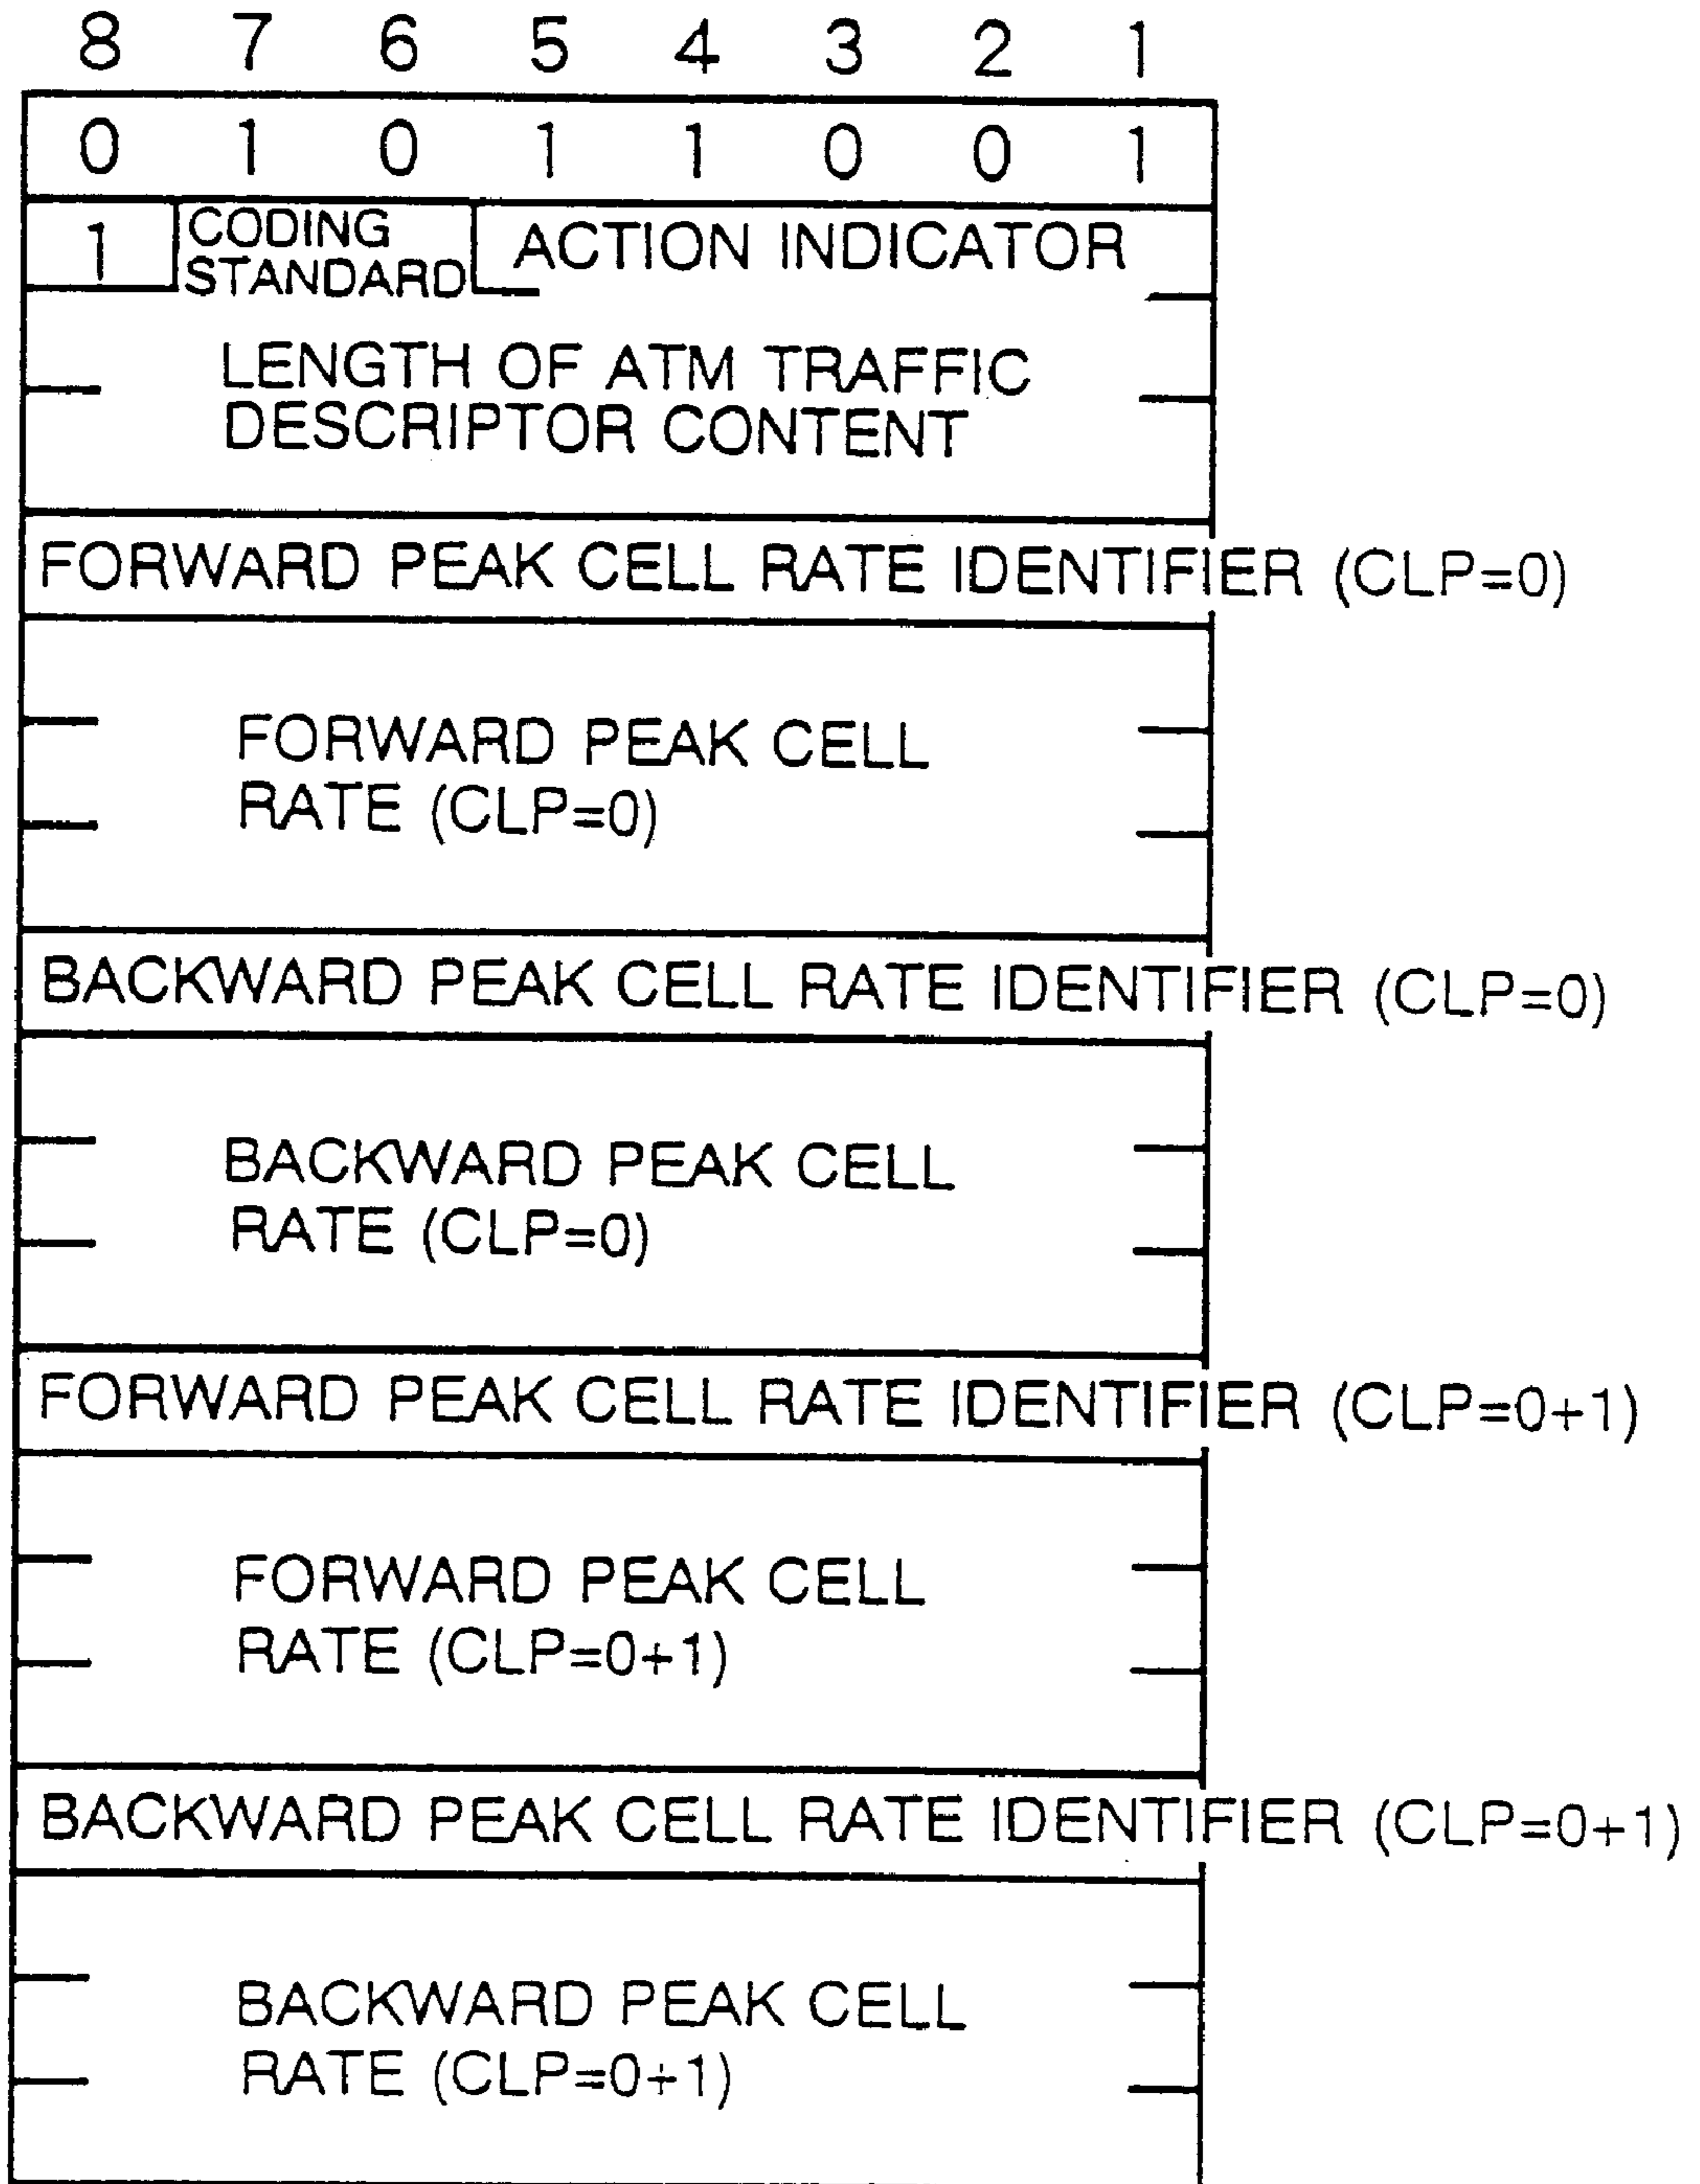 8 7 6 5 4 3 2 1
0 1 0 1 1 0 0 1
1 CODING STANDARD ACTION INDICATOR
LENGTH OF ATM TRAFFIC
DESCRIPTOR CONTENT
FORWARD PEAK CELL RATE IDENTIFIER (CLP=0)
FORWARD PEAK CELL
RATE (CLP=0)
BACKWARD PEAK CELL RATE IDENTIFIER (CLP=0)
BACKWARD PEAK CELL
RATE (CLP=0)
FORWARD PEAK CELL RATE IDENTIFIER (CLP=0+1)
FORWARD PEAK CELL
RATE (CLP=0+1)
BACKWARD PEAK CELL RATE IDENTIFIER (CLP=0+1)
BACKWARD PEAK CELL
RATE (CLP=0+1)